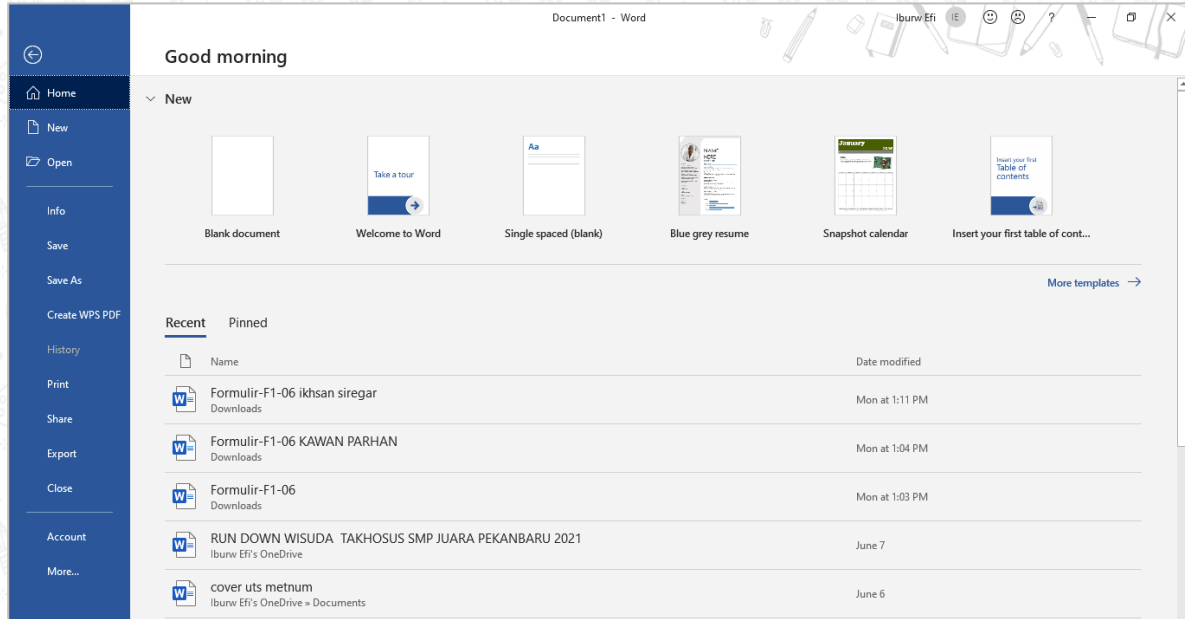 Document1 - Word
Iburw Efi
IE
?
Good morning
Home
New
Open
Info
Save
Save As
Create WPS PDF
History
Print
Share
Export
Close
Account
More...
New
Aa
Take a tour
NAME
HERE
January
Insert your first
Table of
contents
Blank document
Welcome to Word
Single spaced (blank)
Blue grey resume
Snapshot calendar
Insert your first table of cont...
More templates
Recent
Pinned
Name
Date modified
Formulir-F1-06 ikhsan siregar
Downloads
Mon at 1:11 PM
Formulir-F1-06 KAWAN PARHAN
Downloads
Mon at 1:04 PM
Formulir-F1-06
Downloads
Mon at 1:03 PM
RUN DOWN WISUDA  TAKHOSUS SMP JUARA PEKANBARU 2021
Iburw Efi's OneDrive
June 7
cover uts metnum
Iburw Efi's OneDrive » Documents
June 6